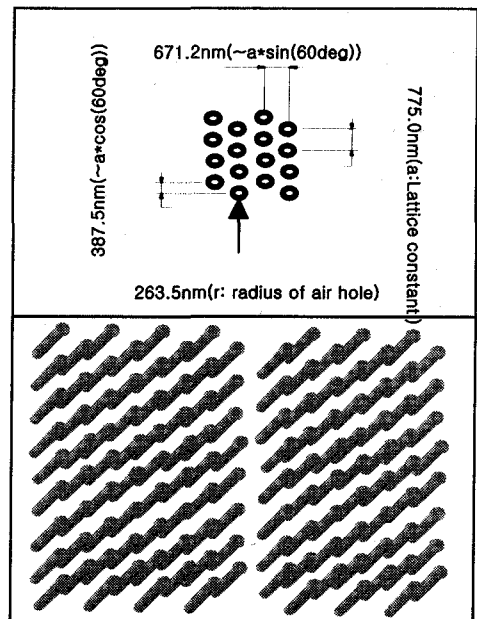 671.2nm(~a*sin(60deg))
387.5nm(~a*cos(60deg)
775.0nm(a:Lattice constant)
263.5nm(r: radius of air hole)